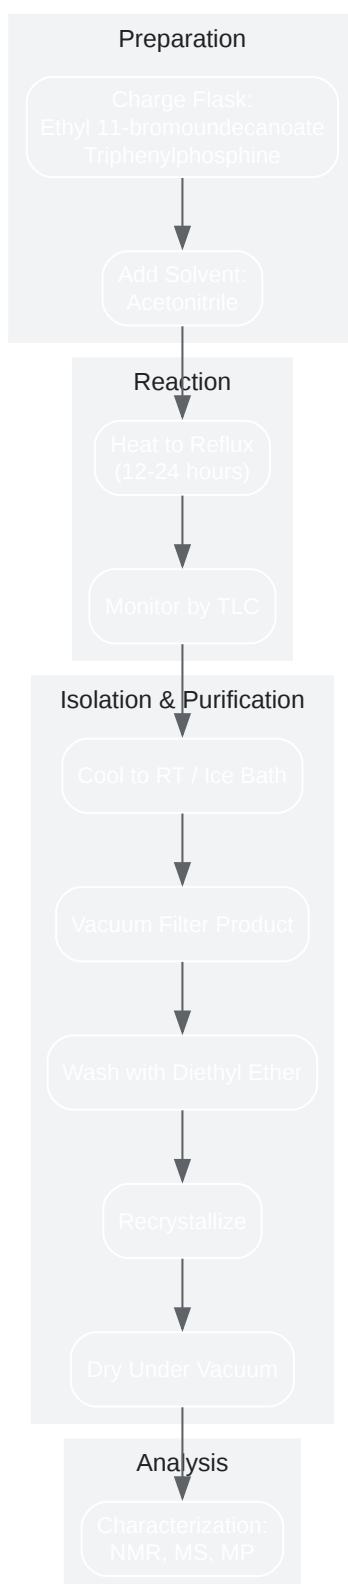 Preparation
Charge Flask:
Ethyl 11-bromoundecanoate
Triphenylphosphine
Add Solvent:
Acetonitrile
Reaction
Heat to Reflux
(12-24 hours)
Monitor by TLC
Isolation & Purification
Cool to RT / Ice Bath
Vacuum Filter Product
Wash with Diethyl Ether
Recrystallize
Dry Under Vacuum
Analysis
Characterization:
NMR, MS, MP